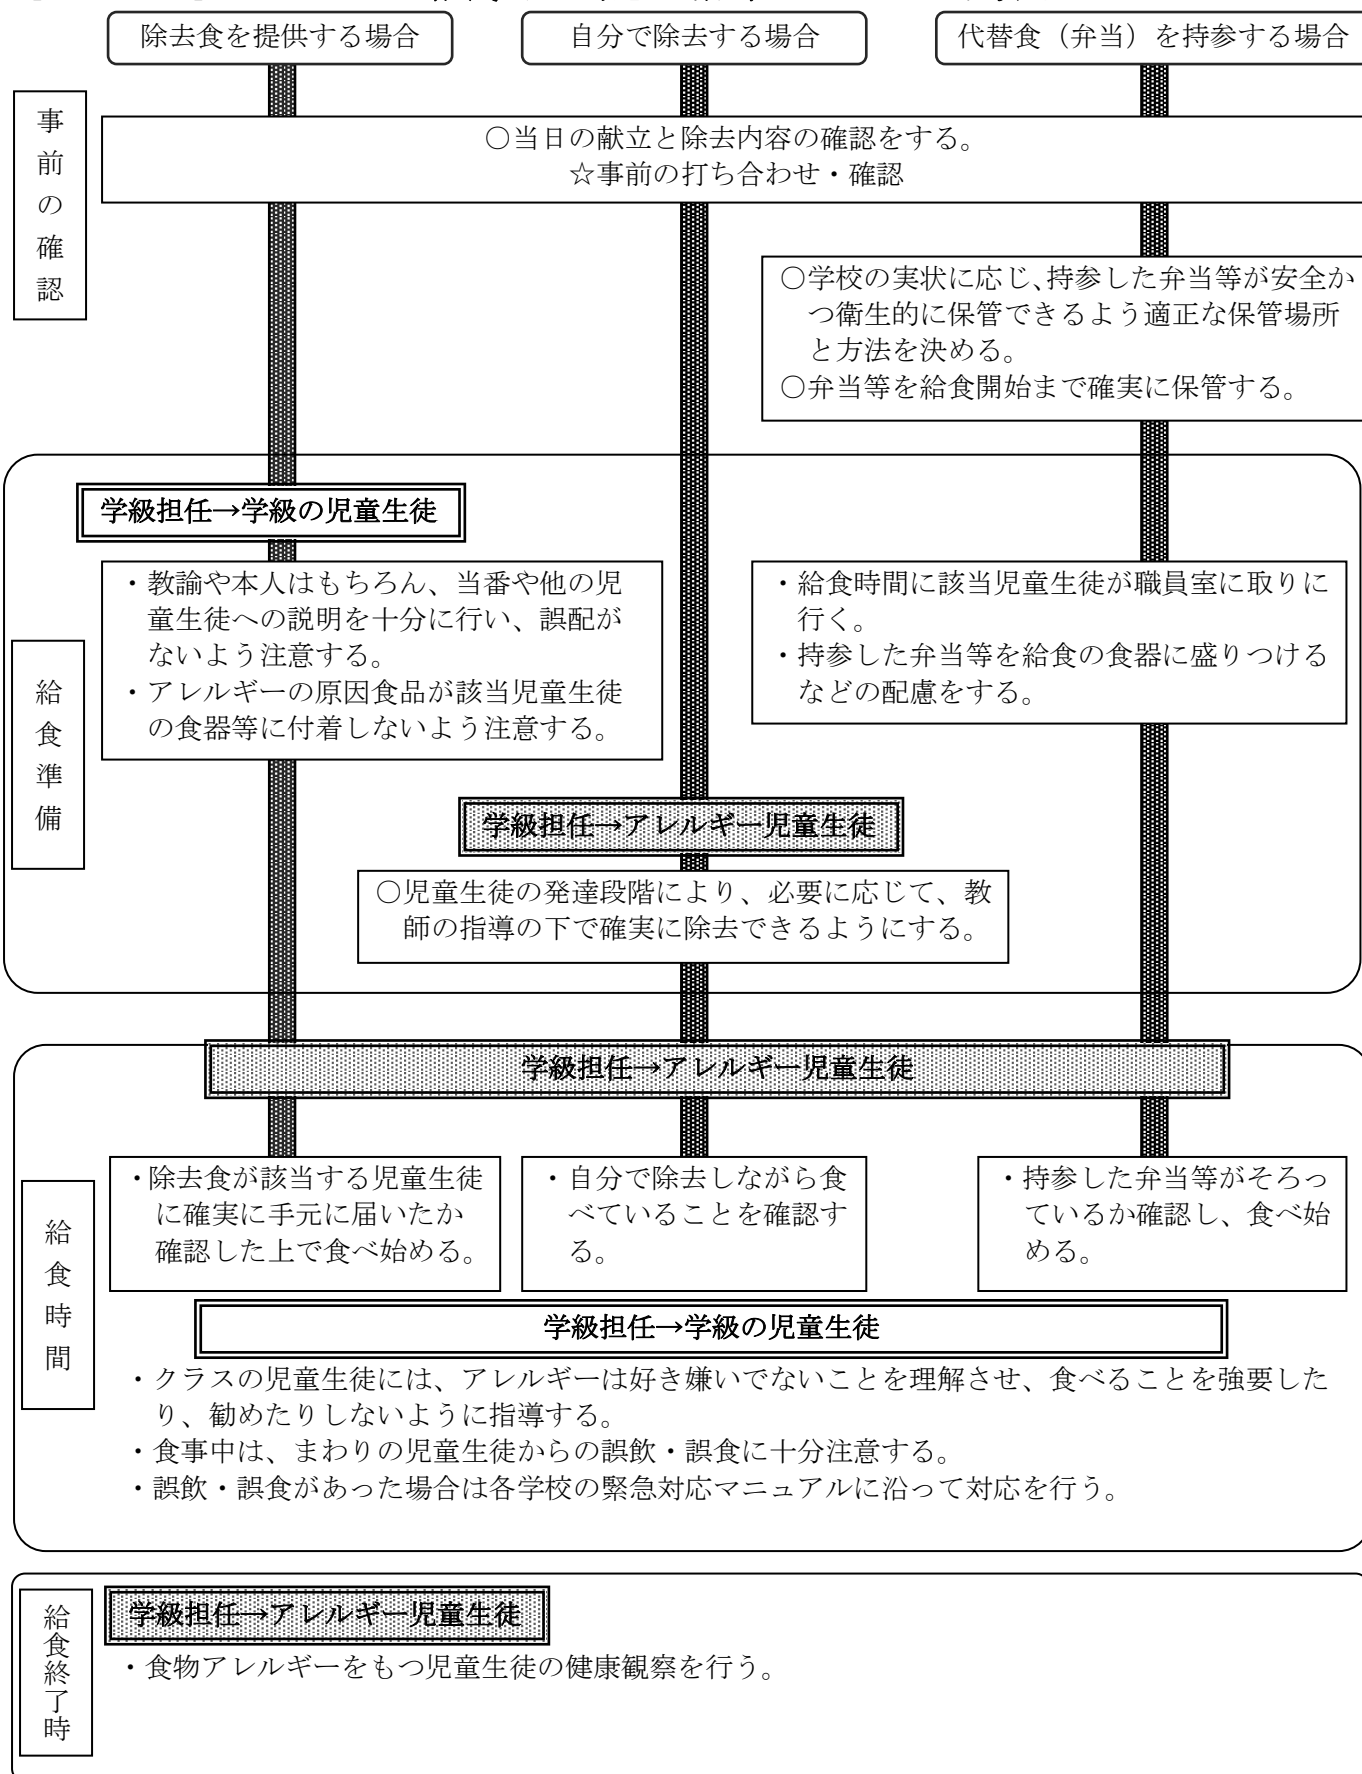 除去食を提供する場合
自分で除去する場合
代替食（弁当）を持参する場合
事前の確認
○当日の献立と除去内容の確認をする。
☆事前の打ち合わせ・確認
○学校の実状に応じ、持参した弁当等が安全か
つ衛生的に保管できるよう適正な保管場所
と方法を決める。
○弁当等を給食開始まで確実に保管する。
給食準備
学級担任→学級の児童生徒
・教諭や本人はもちろん、当番や他の児
童生徒への説明を十分に行い、誤配が
ないよう注意する。
・アレルギーの原因食品が該当児童生徒
の食器等に付着しないよう注意する。
・給食時間に該当児童生徒が職員室に取りに
行く。
・持参した弁当等を給食の食器に盛りつける
などの配慮をする。
学級担任→アレルギー児童生徒
○児童生徒の発達段階により、必要に応じて、教
師の指導の下で確実に除去できるようにする。
給食時間
学級担任→アレルギー児童生徒
・除去食が該当する児童生徒
に確実に手元に届いたか
確認した上で食べ始める。
・自分で除去しながら食
べていることを確認す
る。
・持参した弁当等がそろっ
ているか確認し、食べ始
める。
学級担任→学級の児童生徒
・クラスの児童生徒には、アレルギーは好き嫌いでないことを理解させ、食べることを強要した
り、勧めたりしないように指導する。
・食事中は、まわりの児童生徒からの誤飲・誤食に十分注意する。
・誤飲・誤食があった場合は各学校の緊急対応マニュアルに沿って対応を行う。
給食終了時
学級担任→アレルギー児童生徒
・食物アレルギーをもつ児童生徒の健康観察を行う。